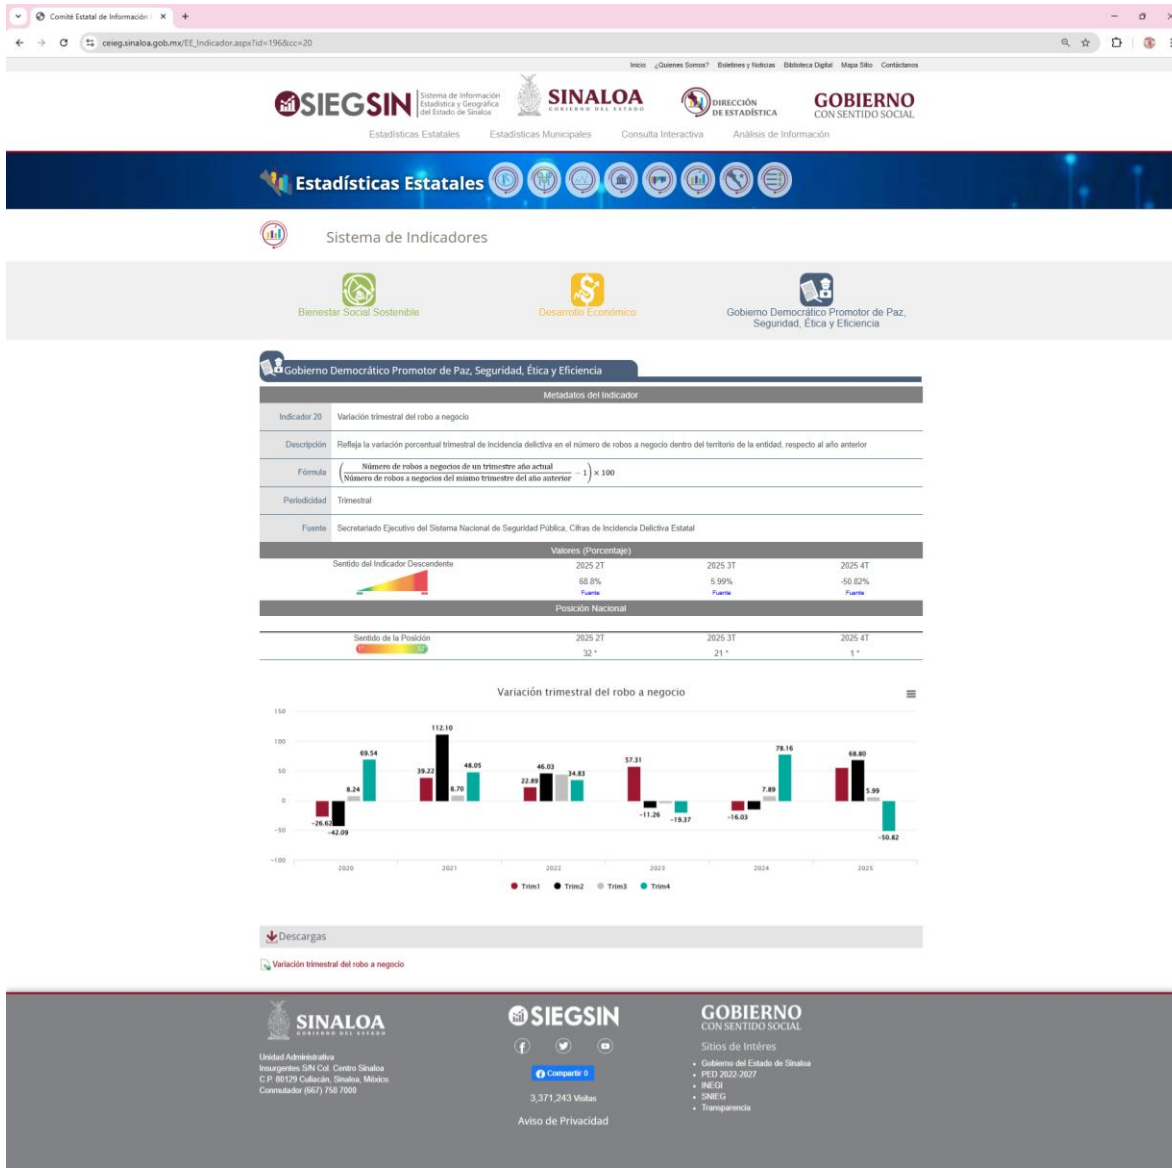 Comité Estatal de Información
ceieg.sinaloa.gob.mx/EE_Indicador.aspx?id=196&cc=20
Inicio ¿Quienes Somos? Boletines y Noticias Biblioteca Digital Mapa Sitio Contáctanos
SIEGSIN Sistema de Información Estadística y Geográfica del Estado de Sinaloa
SINALOA
GOBIERNO DEL ESTADO
DIRECCIÓN DE ESTADÍSTICA
GOBIERNO
CON SENTIDO SOCIAL
Estadísticas Estatales Estadísticas Municipales Consulta Interactiva Análisis de Información
Estadísticas Estatales
Sistema de Indicadores
Bienestar Social Sostenible
Desarrollo Económico
Gobierno Democrático Promotor de Paz,
Seguridad, Ética y Eficiencia
Gobierno Democrático Promotor de Paz, Seguridad, Ética y Eficiencia
Metadatos del Indicador
Indicador 20 Variación trimestral del robo a negocio
Descripción Refleja la variación porcentual trimestral de incidencia delictiva en el número de robos a negocio dentro del territorio de la entidad, respecto al año anterior
Fórmula (Número de robos a negocios de un trimestre año actual / Número de robos a negocios del mismo trimestre del año anterior − 1) × 100
Periodicidad Trimestral
Fuente Secretariado Ejecutivo del Sistema Nacional de Seguridad Pública, Cifras de Incidencia Delictiva Estatal
Valores (Porcentaje)
Sentido del Indicador Descendente 2025 2T 2025 3T 2025 4T
68.8% 5.99% -50.82%
Fuente Fuente Fuente
Posición Nacional
Sentido de la Posición 2025 2T 2025 3T 2025 4T
32 ° 21 ° 1 °
Variación trimestral del robo a negocio
150
100
50
0
-50
-100
-26.62 -42.09 8.24 69.54
39.22 112.10 8.70 48.05
22.89 46.03 34.83
57.31 -11.26 -19.37
-16.03 7.89 78.16
68.80 5.99 -50.82
2020 2021 2022 2023 2024 2025
Trim1 Trim2 Trim3 Trim4
Descargas
Variación trimestral del robo a negocio
SINALOA
GOBIERNO DEL ESTADO
Unidad Administrativa
Insurgentes S/N Col. Centro Sinaloa
C.P. 80129 Culiacán, Sinaloa, México.
Conmutador (667) 758 7000
SIEGSIN
Compartir 0
3,371,243 Visitas
Aviso de Privacidad
GOBIERNO
CON SENTIDO SOCIAL
Sitios de Intéres
Gobierno del Estado de Sinaloa
PED 2022-2027
INEGI
SNIEG
Transparencia